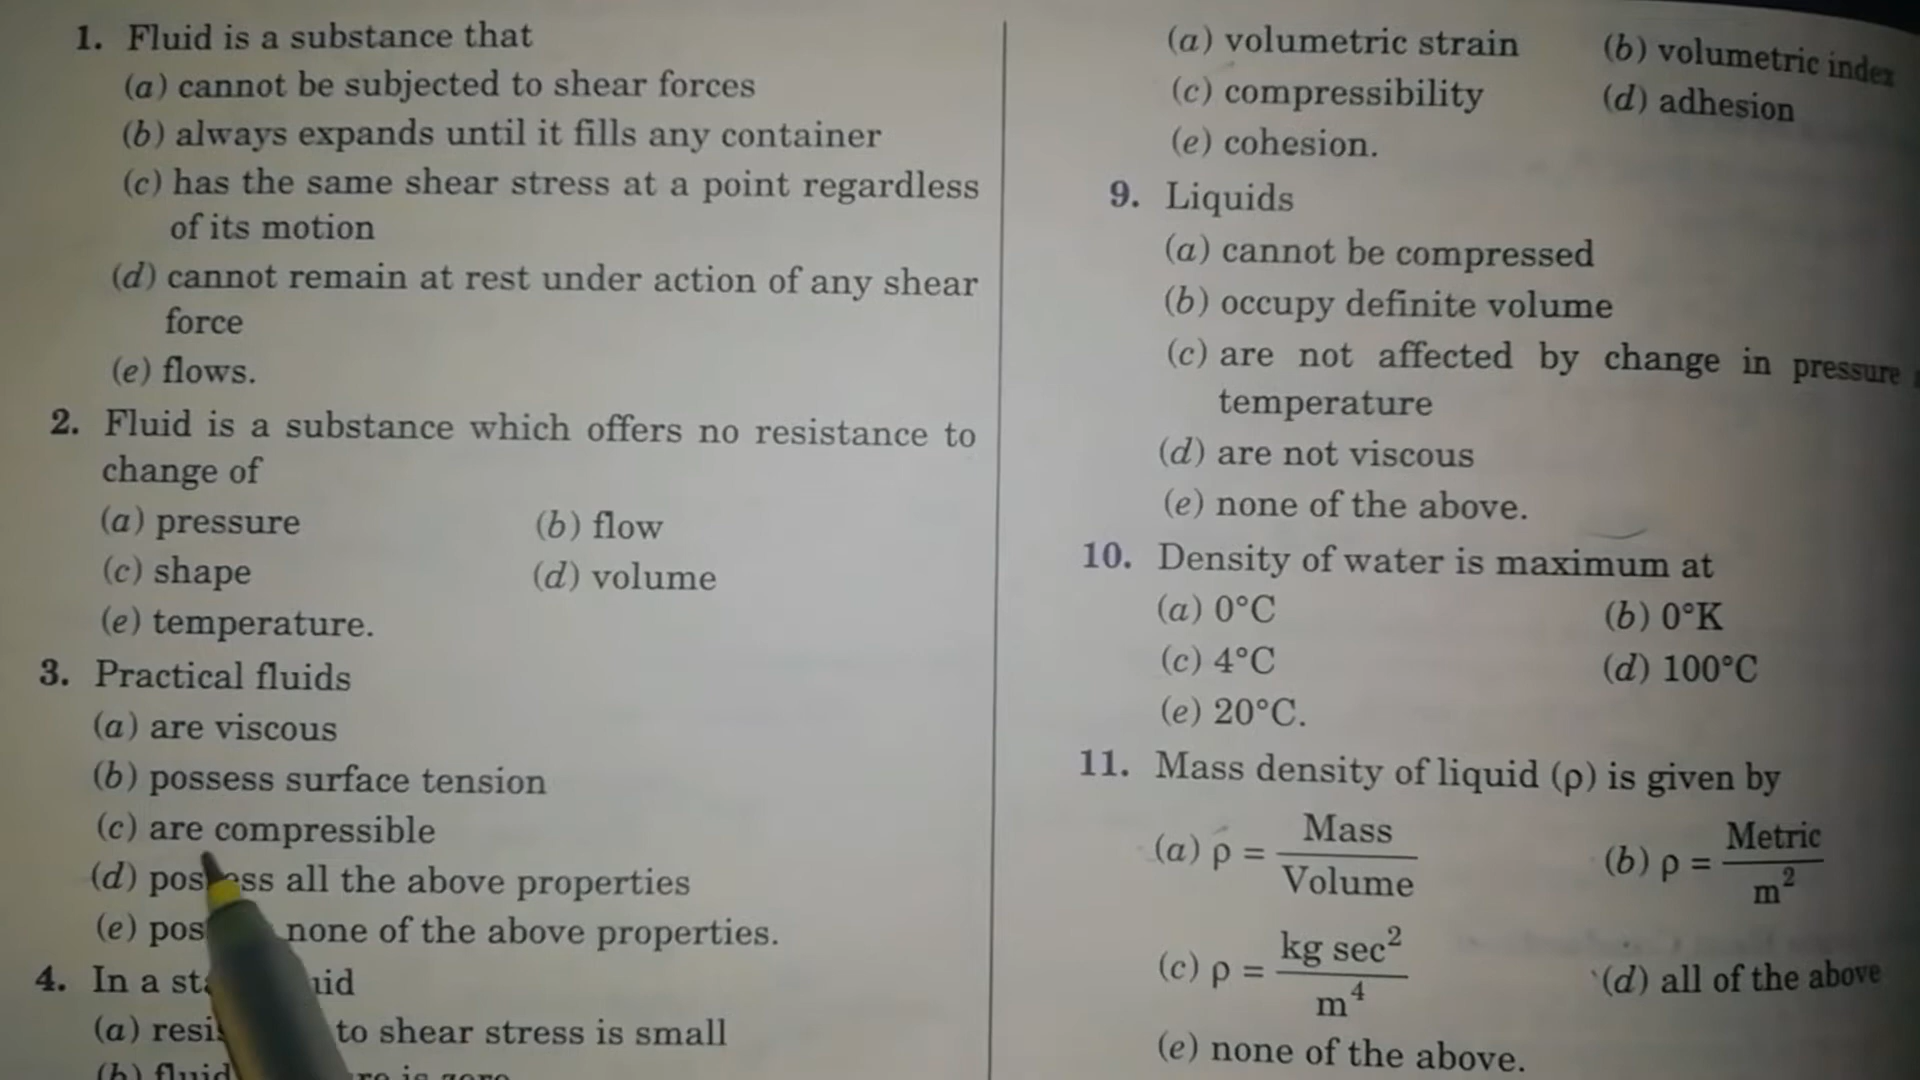 1. Fluid is a substance that
(a) cannot be subjected to shear forces
(b) always expands until it fills any container
(c) has the same shear stress at a point regardless
of its motion
(d) cannot remain at rest under action of any shear
force
(e) flows.
2. Fluid is a substance which offers no resistance to
change of
(a) pressure (b) flow
(c) shape (d) volume
(e) temperature.
3. Practical fluids
(a) are viscous
(b) possess surface tension
(c) are compressible
(d) possess all the above properties
(e) none of the above properties.
4. In a
(a) to shear stress is small
(b) fluid is zero
(a) volumetric strain (b) volumetric index
(c) compressibility (d) adhesion
(e) cohesion.
9. Liquids
(a) cannot be compressed
(b) occupy definite volume
(c) are not affected by change in pressure
temperature
(d) are not viscous
(e) none of the above.
10. Density of water is maximum at
(a) 0°C (b) 0°K
(c) 4°C (d) 100°C
(e) 20°C.
11. Mass density of liquid (ρ) is given by
(a) ρ = Mass / Volume (b) ρ = Metric / m²
(c) ρ = kg sec² / m⁴ (d) all of the above
(e) none of the above.